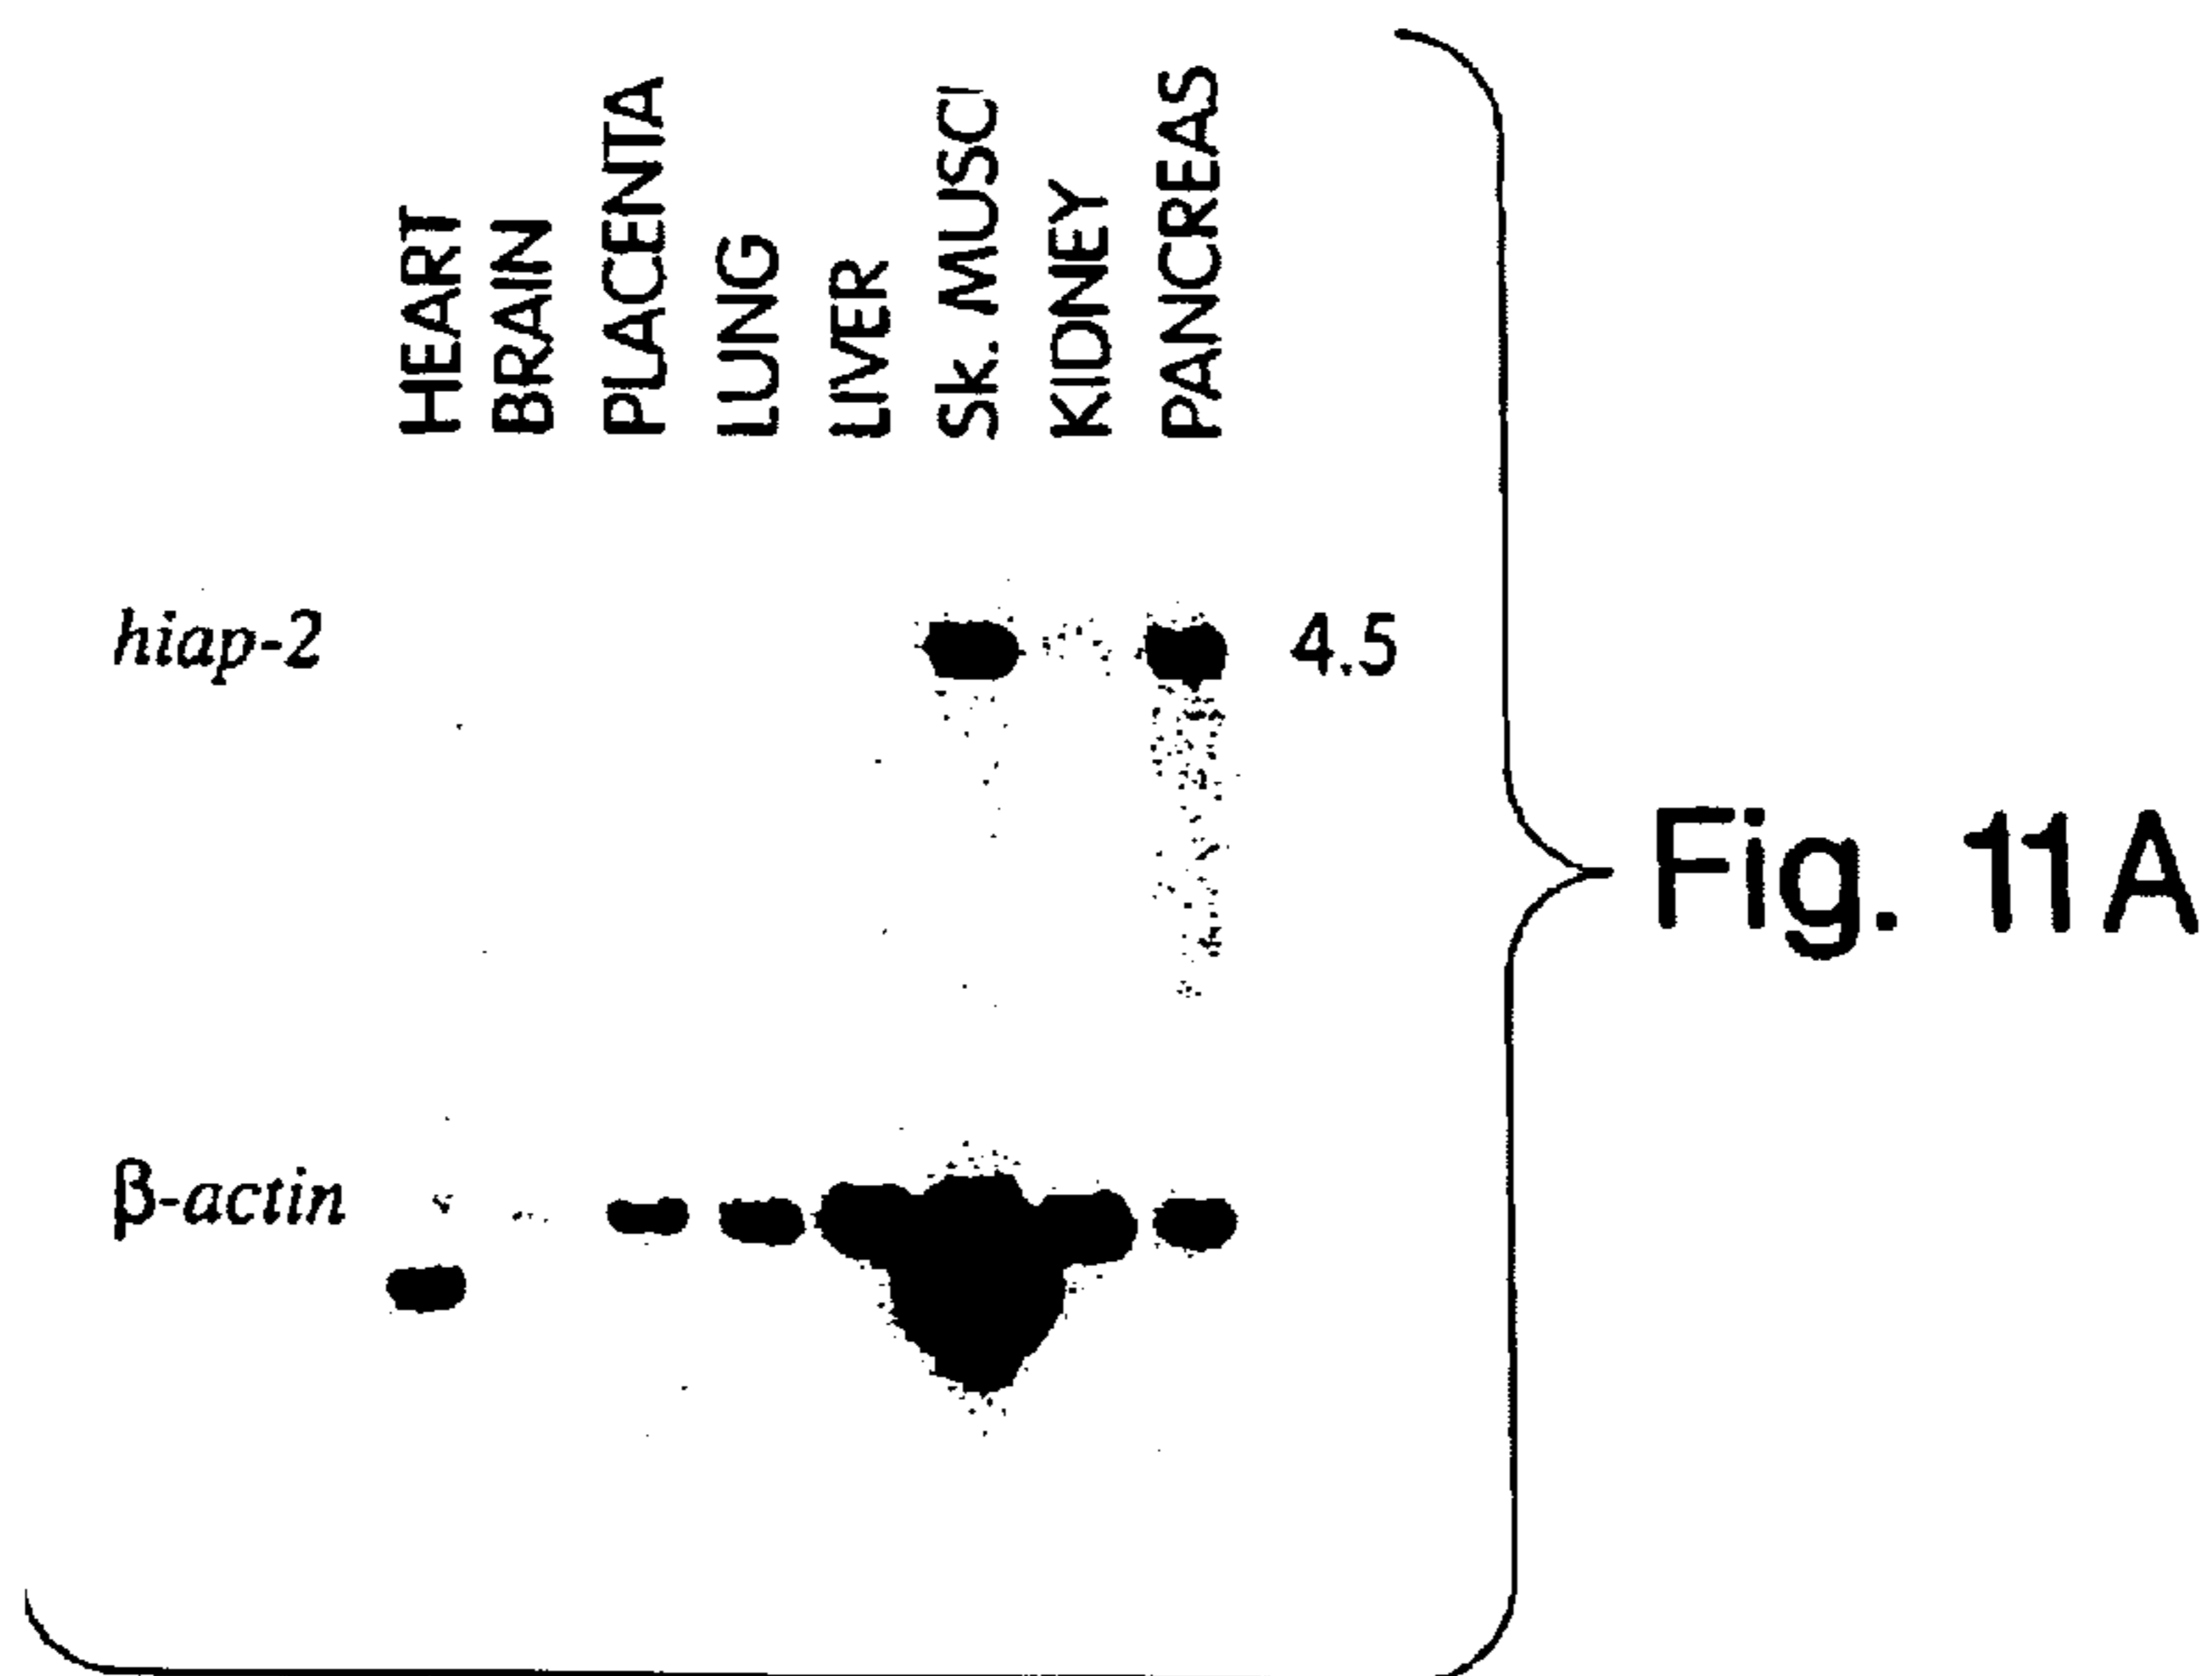 HEART
BRAIN
PLACENTA
LUNG
LIVER
Sk. MUSCl
KIDNEY
PANCREAS
hiap-2
4.5
β-actin
Fig. 11A